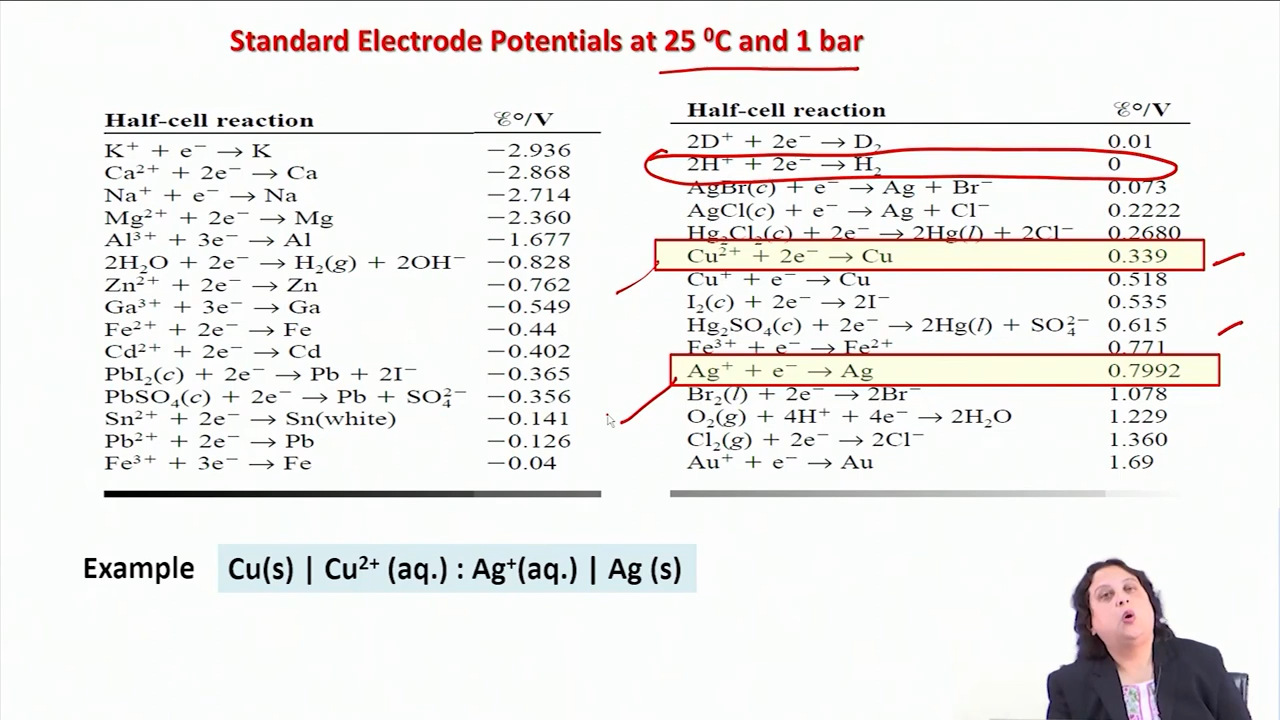 Standard Electrode Potentials at 25 ⁰C and 1 bar
Half-cell reaction ℰ°/V
K⁺ + e⁻ → K −2.936
Ca²⁺ + 2e⁻ → Ca −2.868
Na⁺ + e⁻ → Na −2.714
Mg²⁺ + 2e⁻ → Mg −2.360
Al³⁺ + 3e⁻ → Al −1.677
2H₂O + 2e⁻ → H₂(g) + 2OH⁻ −0.828
Zn²⁺ + 2e⁻ → Zn −0.762
Ga³⁺ + 3e⁻ → Ga −0.549
Fe²⁺ + 2e⁻ → Fe −0.44
Cd²⁺ + 2e⁻ → Cd −0.402
PbI₂(c) + 2e⁻ → Pb + 2I⁻ −0.365
PbSO₄(c) + 2e⁻ → Pb + SO₄²⁻ −0.356
Sn²⁺ + 2e⁻ → Sn(white) −0.141
Pb²⁺ + 2e⁻ → Pb −0.126
Fe³⁺ + 3e⁻ → Fe −0.04
Half-cell reaction ℰ°/V
2D⁺ + 2e⁻ → D₂ 0.01
2H⁺ + 2e⁻ → H₂ 0
AgBr(c) + e⁻ → Ag + Br⁻ 0.073
AgCl(c) + e⁻ → Ag + Cl⁻ 0.2222
Hg₂Cl₂(c) + 2e⁻ → 2Hg(l) + 2Cl⁻ 0.2680
Cu²⁺ + 2e⁻ → Cu 0.339
Cu⁺ + e⁻ → Cu 0.518
I₂(c) + 2e⁻ → 2I⁻ 0.535
Hg₂SO₄(c) + 2e⁻ → 2Hg(l) + SO₄²⁻ 0.615
Fe³⁺ + e⁻ → Fe²⁺ 0.771
Ag⁺ + e⁻ → Ag 0.7992
Br₂(l) + 2e⁻ → 2Br⁻ 1.078
O₂(g) + 4H⁺ + 4e⁻ → 2H₂O 1.229
Cl₂(g) + 2e⁻ → 2Cl⁻ 1.360
Au⁺ + e⁻ → Au 1.69
Example Cu(s) | Cu²⁺ (aq.) : Ag⁺(aq.) | Ag (s)